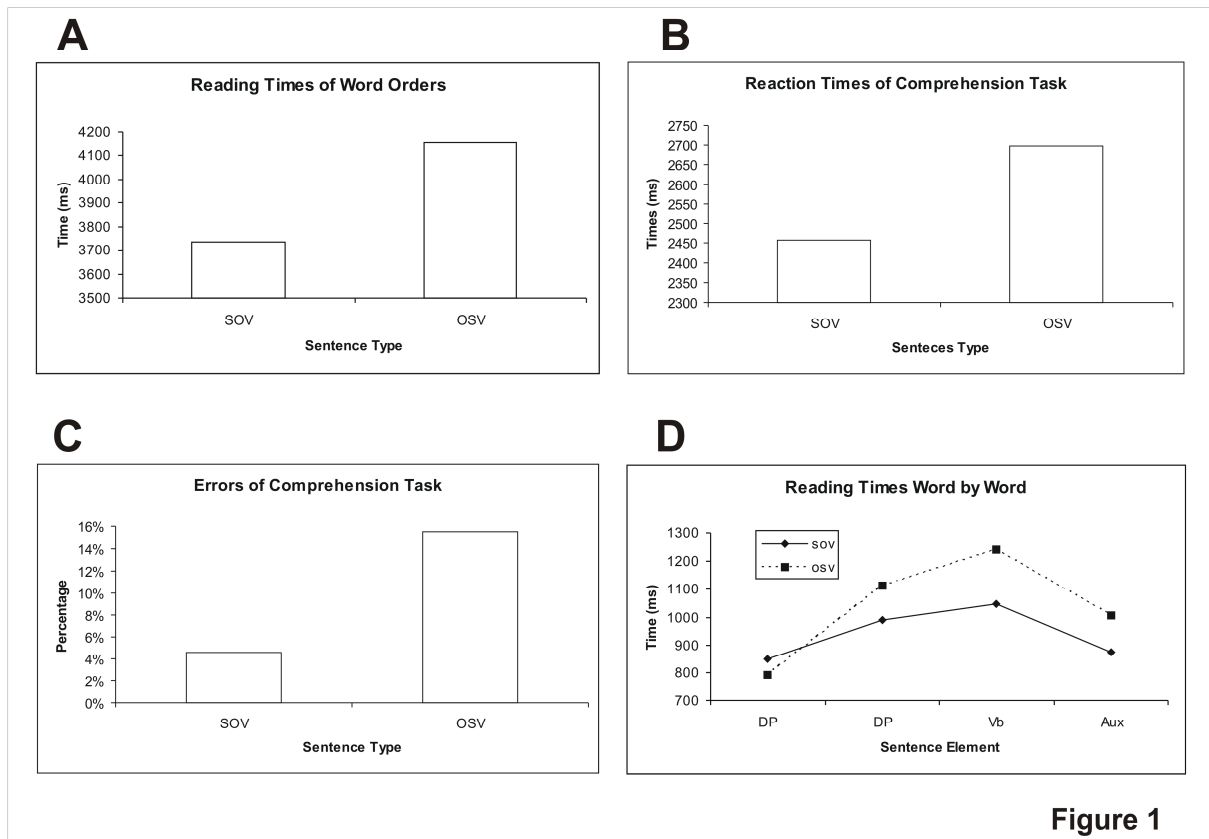 A
Reading Times of Word Orders
4200
4100
4000
3900
3800
3700
3600
3500
Time (ms)
SOV OSV
Sentence Type
B
Reaction Times of Comprehension Task
2750
2700
2650
2600
2550
2500
2450
2400
2350
2300
Times (ms)
SOV OSV
Senteces Type
C
Errors of Comprehension Task
16%
14%
12%
10%
8%
6%
4%
2%
0%
Percentage
SOV OSV
Sentence Type
D
Reading Times Word by Word
1300
1200
1100
1000
900
800
700
Time (ms)
SOV
OSV
DP DP Vb Aux
Sentence Element
Figure 1